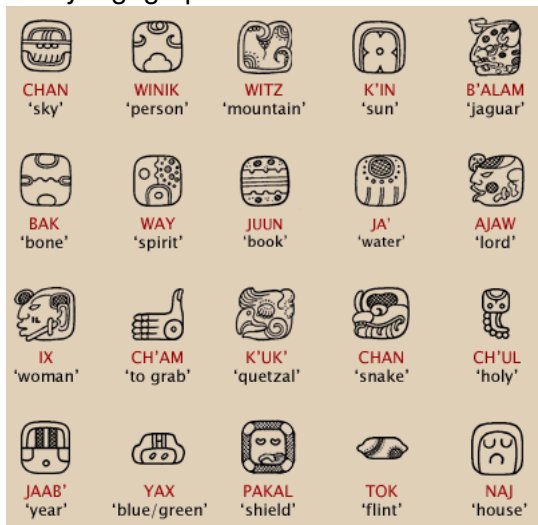 CHAN WINIK WITZ K'IN B'ALAM
'sky' 'person' 'mountain' 'sun' 'jaguar'
BAK WAY JUUN JA' AJAW
'bone' 'spirit' 'book' 'water' 'lord'
IX CH'AM K'UK' CHAN CH'UL
'woman' 'to grab' 'quetzal' 'snake' 'holy'
JAAB' YAX PAKAL TOK NAJ
'year' 'blue/green' 'shield' 'flint' 'house'